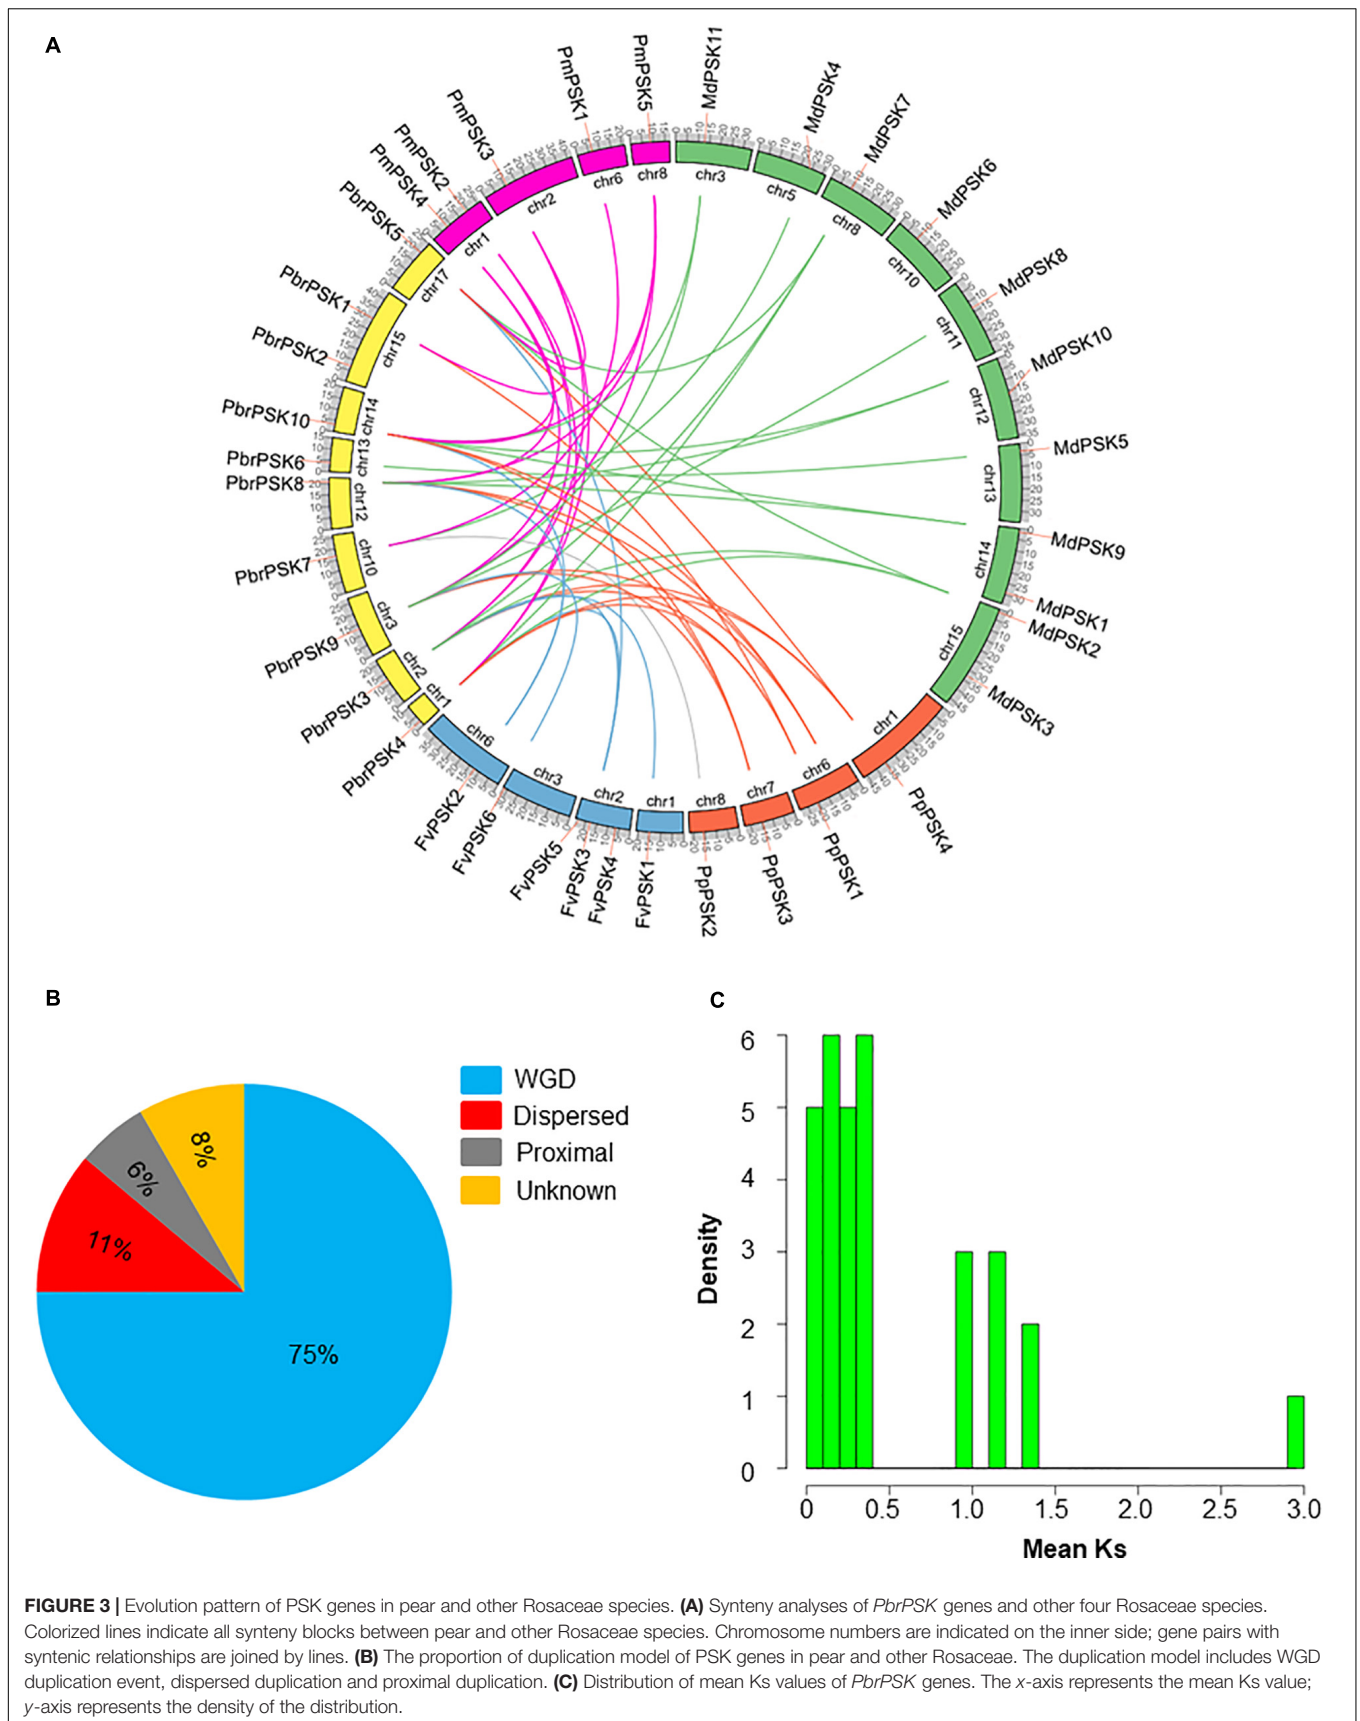 A
PmPSK1
PmPSK5
MdPSK11
MdPSK4
MdPSK7
MdPSK6
MdPSK8
MdPSK10
MdPSK5
MdPSK9
MdPSK1
MdPSK2
MdPSK3
PpPSK4
PpPSK1
PpPSK3
PpPSK2
FvPSK1
FvPSK4
FvPSK3
FvPSK5
FvPSK6
FvPSK2
PbrPSK4
PbrPSK3
PbrPSK9
PbrPSK7
PbrPSK8
PbrPSK6
PbrPSK10
PbrPSK2
PbrPSK1
PbrPSK5
PmPSK4
PmPSK2
PmPSK3
chr6
chr8
chr3
chr5
chr8
chr10
chr11
chr12
chr13
chr14
chr15
chr1
chr6
chr7
chr8
chr1
chr2
chr3
chr6
chr1
chr2
chr3
chr10
chr12
chr13
chr14
chr15
chr17
chr1
chr2
B
WGD
Dispersed
Proximal
Unknown
8%
6%
11%
75%
C
6
5
4
3
2
1
0
Density
0 0.5 1.0 1.5 2.0 2.5 3.0
Mean Ks
FIGURE 3 | Evolution pattern of PSK genes in pear and other Rosaceae species. (A) Synteny analyses of PbrPSK genes and other four Rosaceae species.
Colorized lines indicate all synteny blocks between pear and other Rosaceae species. Chromosome numbers are indicated on the inner side; gene pairs with
syntenic relationships are joined by lines. (B) The proportion of duplication model of PSK genes in pear and other Rosaceae. The duplication model includes WGD
duplication event, dispersed duplication and proximal duplication. (C) Distribution of mean Ks values of PbrPSK genes. The x-axis represents the mean Ks value;
y-axis represents the density of the distribution.